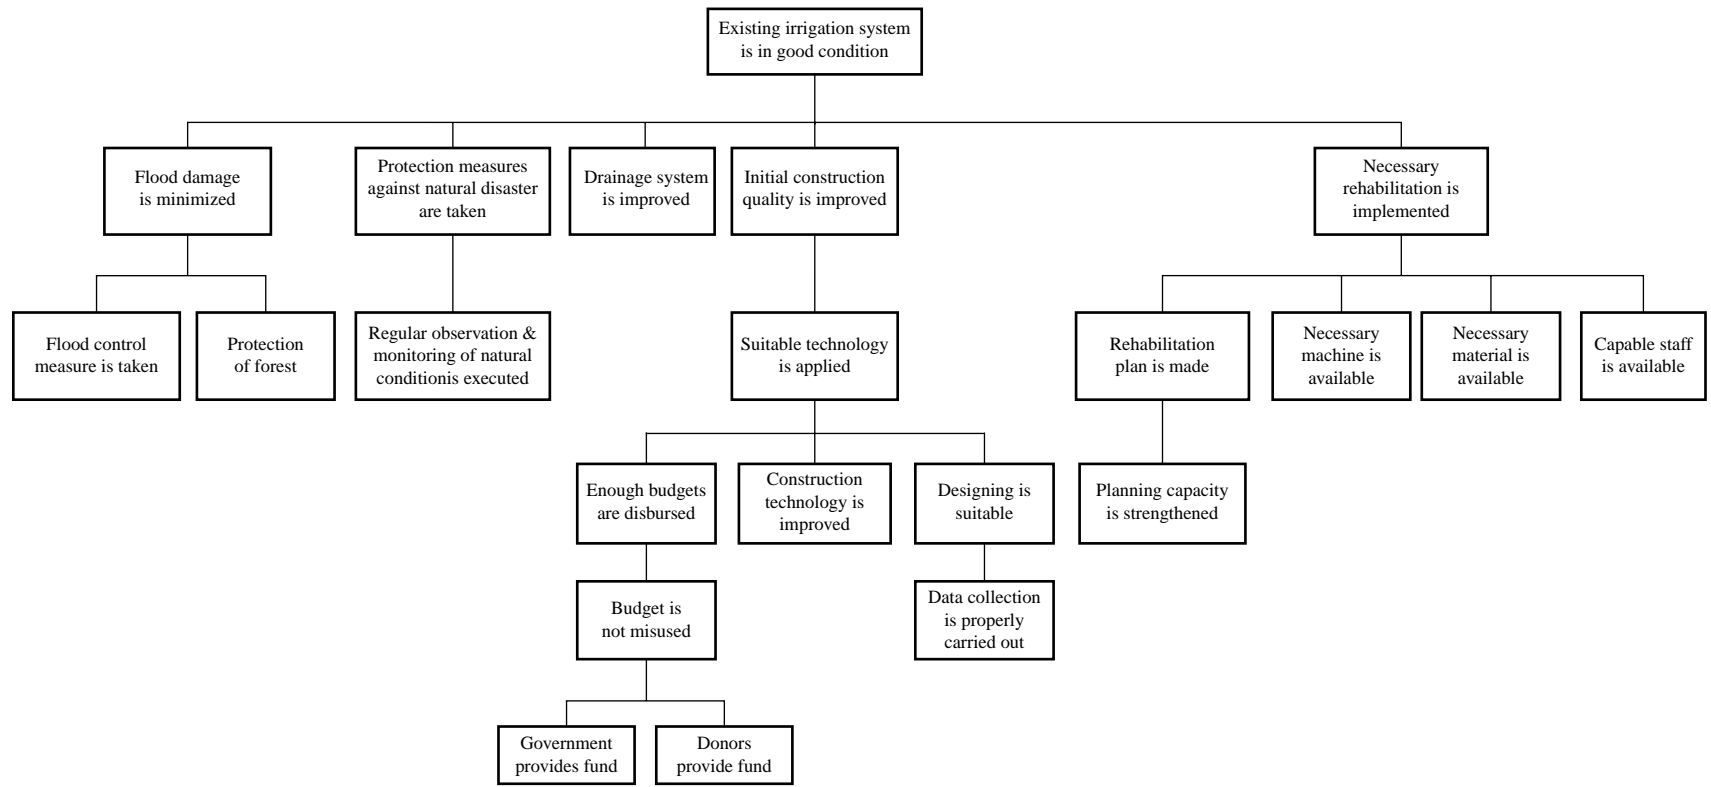 Existing irrigation system
is in good condition
Flood damage
is minimized
Protection measures
against natural disaster
are taken
Drainage system
is improved
Initial construction
quality is improved
Necessary
rehabilitation is
implemented
Flood control
measure is taken
Protection
of forest
Regular observation &
monitoring of natural
conditionis executed
Suitable technology
is applied
Rehabilitation
plan is made
Necessary
machine is
available
Necessary
material is
available
Capable staff
is available
Enough budgets
are disbursed
Construction
technology is
improved
Designing is
suitable
Planning capacity
is strengthened
Budget is
not misused
Data collection
is properly
carried out
Government
provides fund
Donors
provide fund